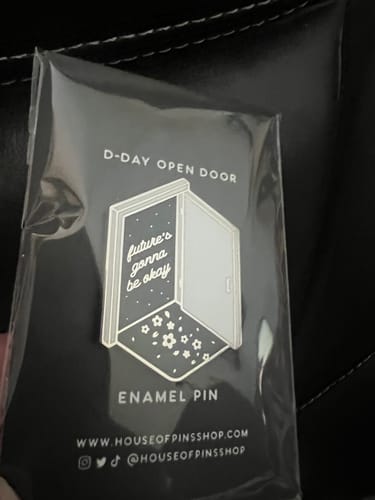 D-DAY OPEN DOOR
future's
gonna
be okay
ENAMEL PIN
WWW.HOUSEOFPINSSHOP.COM
@HOUSEOFPINSSHOP